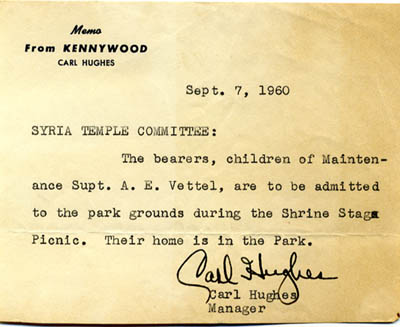 Memo
From KENNYWOOD
CARL HUGHES
Sept. 7, 1960
SYRIA TEMPLE COMMITTEE:
The bearers, children of Mainten-
ance Supt. A. E. Vettel, are to be admitted
to the park grounds during the Shrine Stage
Picnic. Their home is in the Park.
Carl Hughes
Carl Hughes
Manager